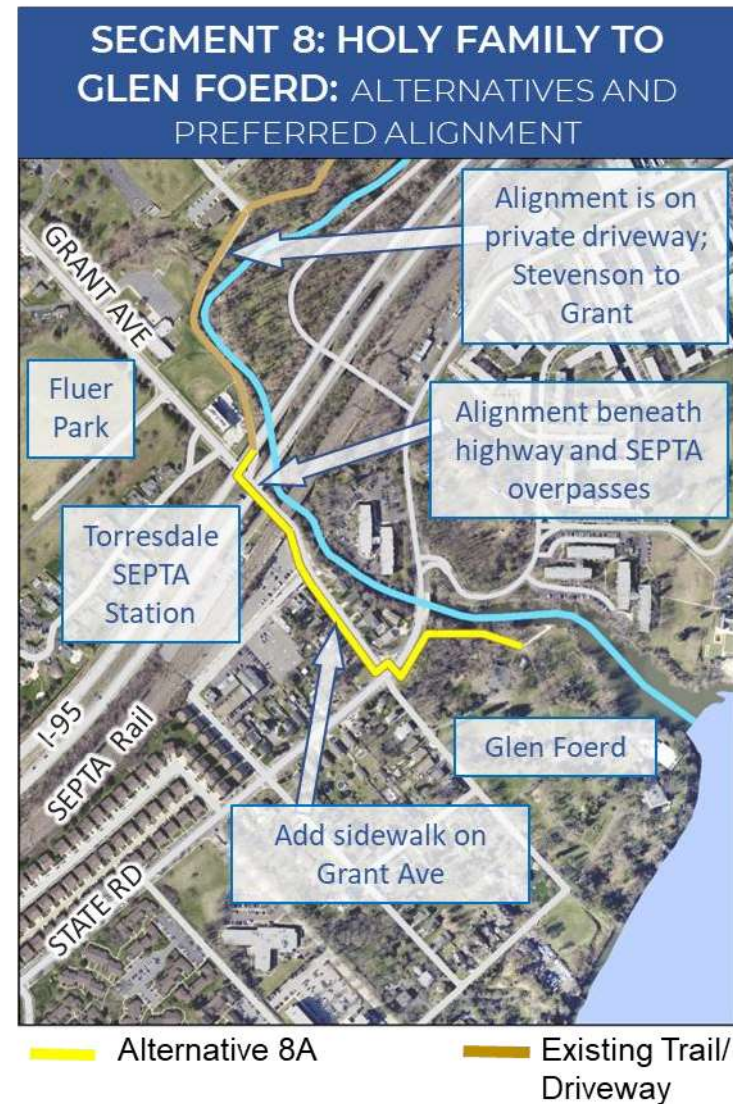 SEGMENT 8: HOLY FAMILY TO
GLEN FOERD: ALTERNATIVES AND
PREFERRED ALIGNMENT
Alignment is on
private driveway;
Stevenson to
Grant
GRANT AVE
Fluer
Park
Alignment beneath
highway and SEPTA
overpasses
Torresdale
SEPTA
Station
I-95
SEPTA Rail
Glen Foerd
Add sidewalk on
Grant Ave
STATE RD
Alternative 8A
Existing Trail/
Driveway